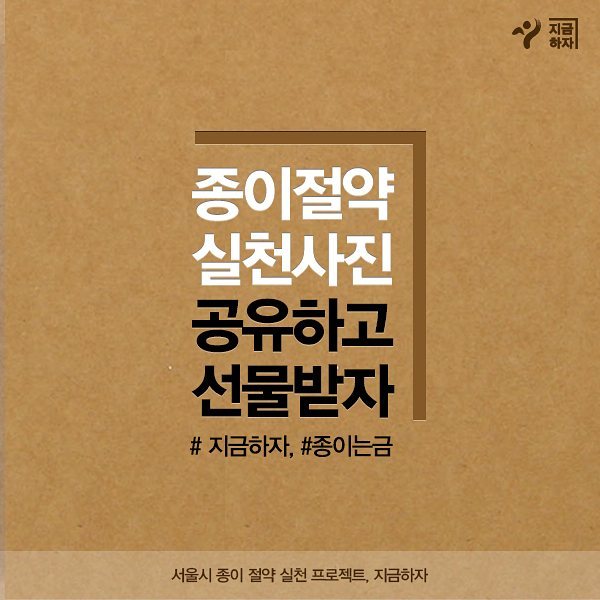 지금
하자
종이절약
실천사진
공유하고
선물받자
# 지금하자, #종이는금
서울시 종이 절약 실천 프로젝트, 지금하자